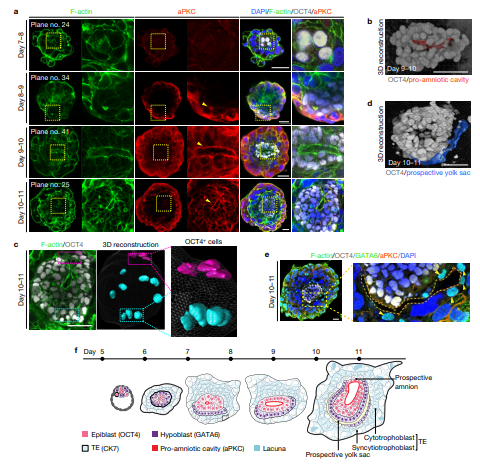 a
F-actin
aPKC
DAPI/F-actin/OCT4/aPKC
Day 7–8
Plane no. 24
Day 8–9
Plane no. 34
Day 9–10
Plane no. 41
Day 10–11
Plane no. 25
b
3D reconstruction
Day 9–10
OCT4/pro-amniotic cavity
d
3D reconstruction
Day 10–11
OCT4/prospective yolk sac
c
F-actin/OCT4
3D reconstruction
OCT4+ cells
Day 10–11
e
F-actin/OCT4/GATA6/aPKC/DAPI
Day 10–11
f
Day 5 6 7 8 9 10 11
Prospective
amnion
Cytotrophoblast
Syncytiotrophoblast
TE
Prospective yolk sac
Epiblast (OCT4)
Hypoblast (GATA6)
TE (CK7)
Pro-amniotic cavity (aPKC)
Lacuna